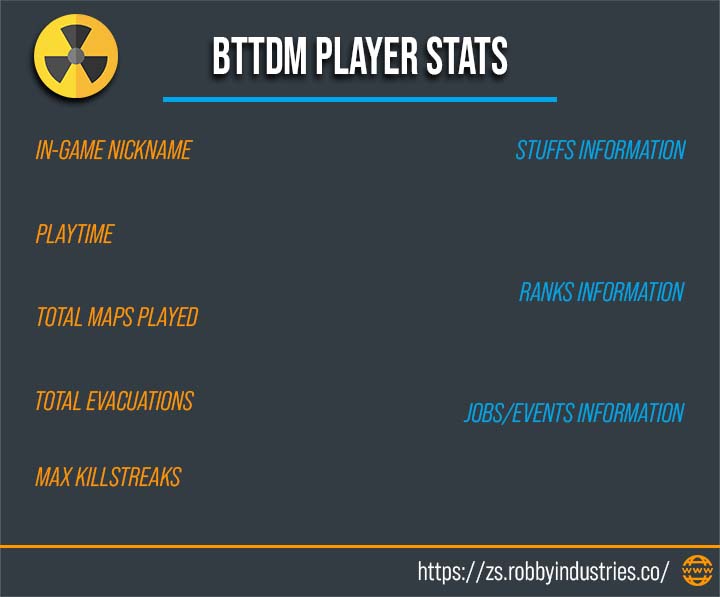 BTTDM PLAYER STATS
IN-GAME NICKNAME
PLAYTIME
TOTAL MAPS PLAYED
TOTAL EVACUATIONS
MAX KILLSTREAKS
STUFFS INFORMATION
RANKS INFORMATION
JOBS/EVENTS INFORMATION
https://zs.robbyindustries.co/
www